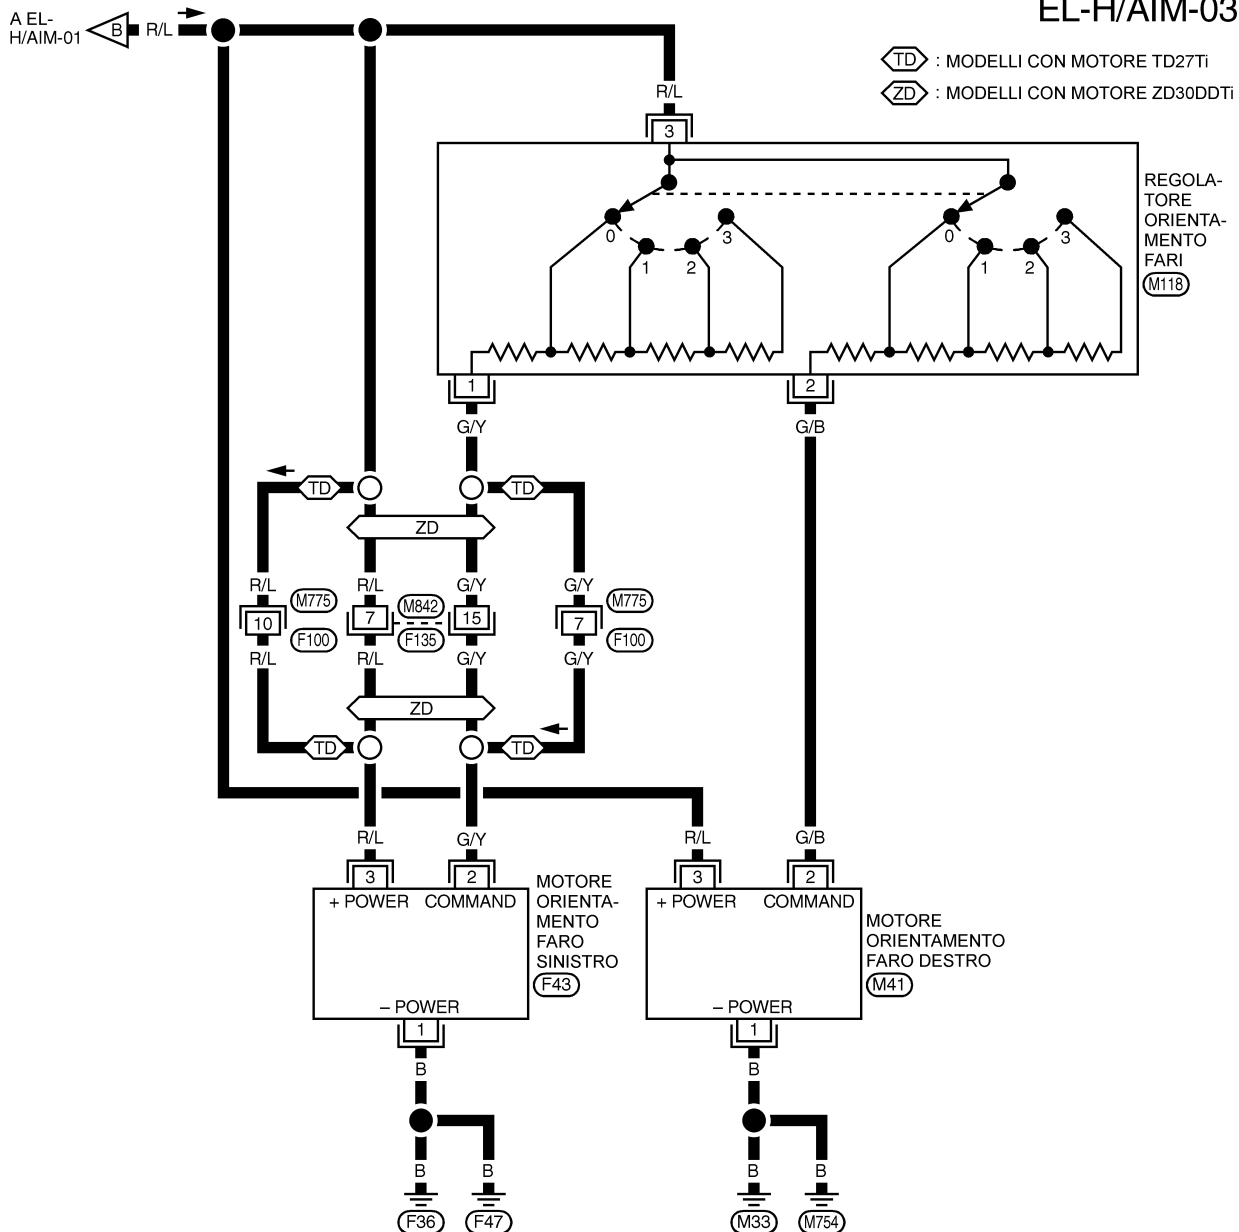 A EL-
H/AIM-01
B
R/L
EL-H/AIM-03
TD : MODELLI CON MOTORE TD27Ti
ZD : MODELLI CON MOTORE ZD30DDTi
R/L
3
REGOLA-
TORE
ORIENTA-
MENTO
FARI
M118
0 1 2 3
0 1 2 3
1 2
G/Y G/B
TD TD
ZD
R/L R/L G/Y G/Y
M775 M842 M775
10 7 15 7
F100 F135 F100
R/L R/L G/Y G/Y
ZD
TD TD
R/L G/Y R/L G/B
3 2 3 2
+ POWER COMMAND
+ POWER COMMAND
MOTORE
ORIENTA-
MENTO
FARO
SINISTRO
F43
MOTORE
ORIENTAMENTO
FARO DESTRO
M41
– POWER – POWER
1 1
B B
B B B B
F36 F47 M33 M754